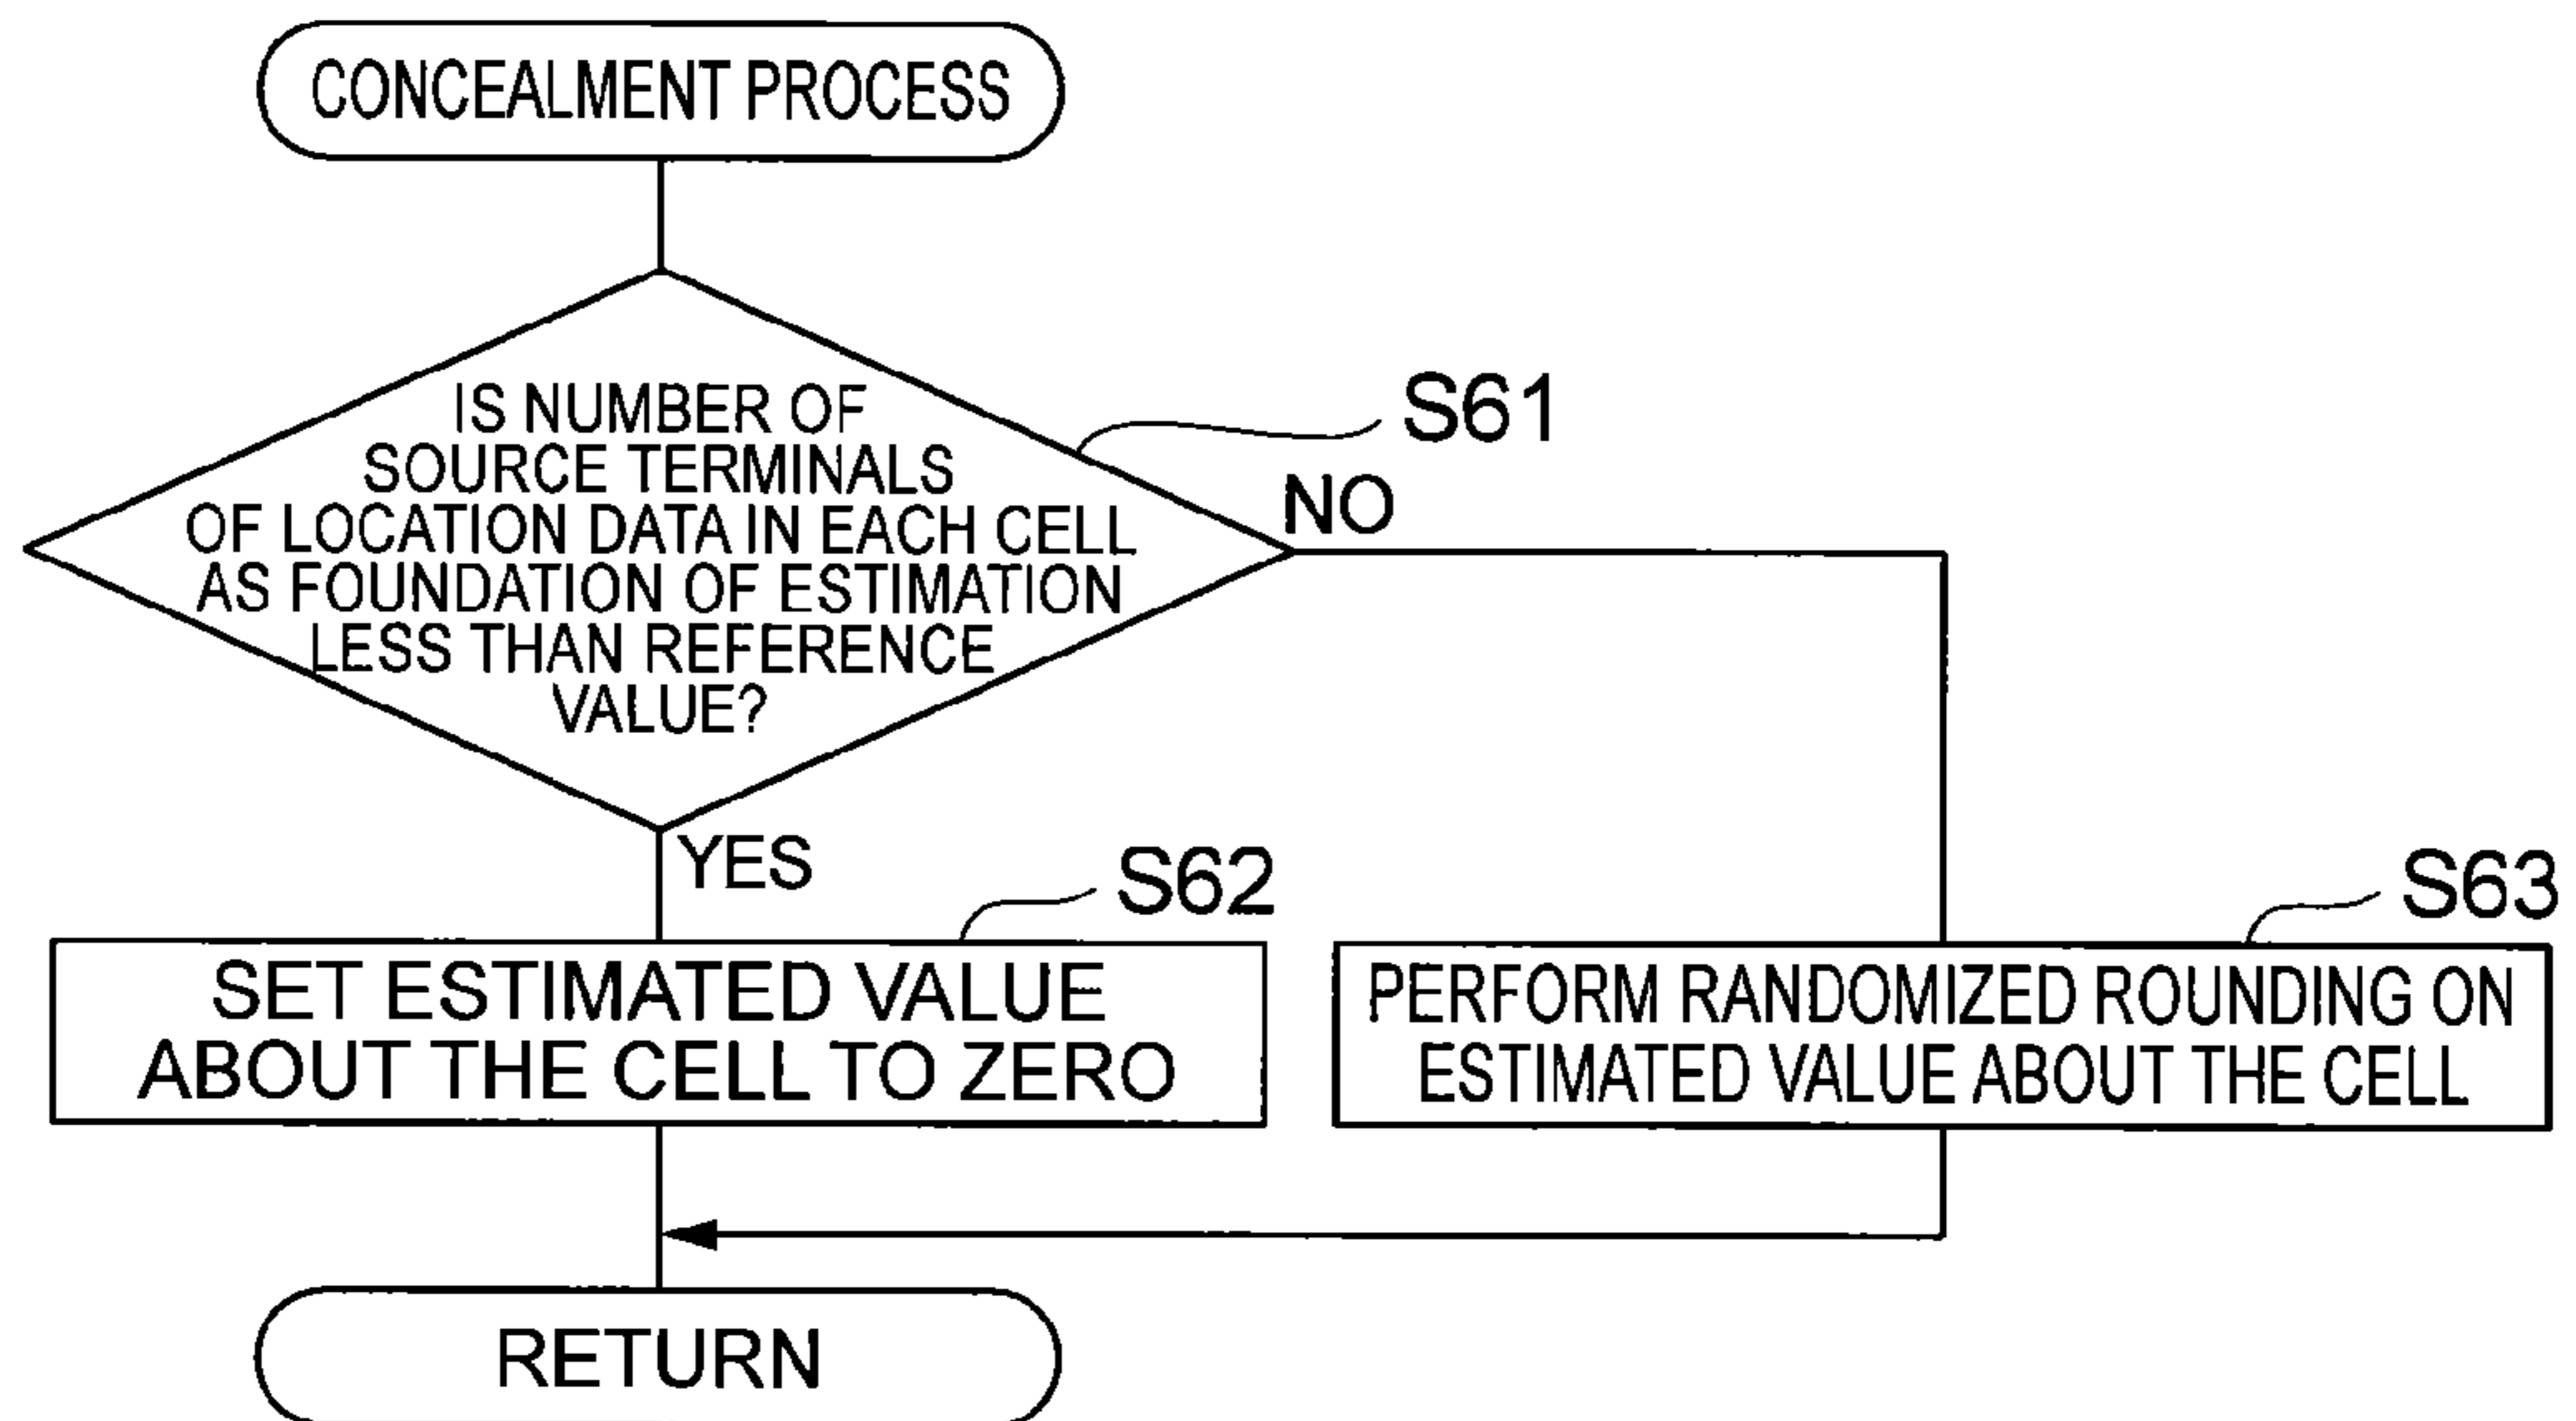 CONCEALMENT PROCESS
IS NUMBER OF
SOURCE TERMINALS
OF LOCATION DATA IN EACH CELL
AS FOUNDATION OF ESTIMATION
LESS THAN REFERENCE
VALUE?
S61
NO
YES
S62
SET ESTIMATED VALUE
ABOUT THE CELL TO ZERO
S63
PERFORM RANDOMIZED ROUNDING ON
ESTIMATED VALUE ABOUT THE CELL
RETURN